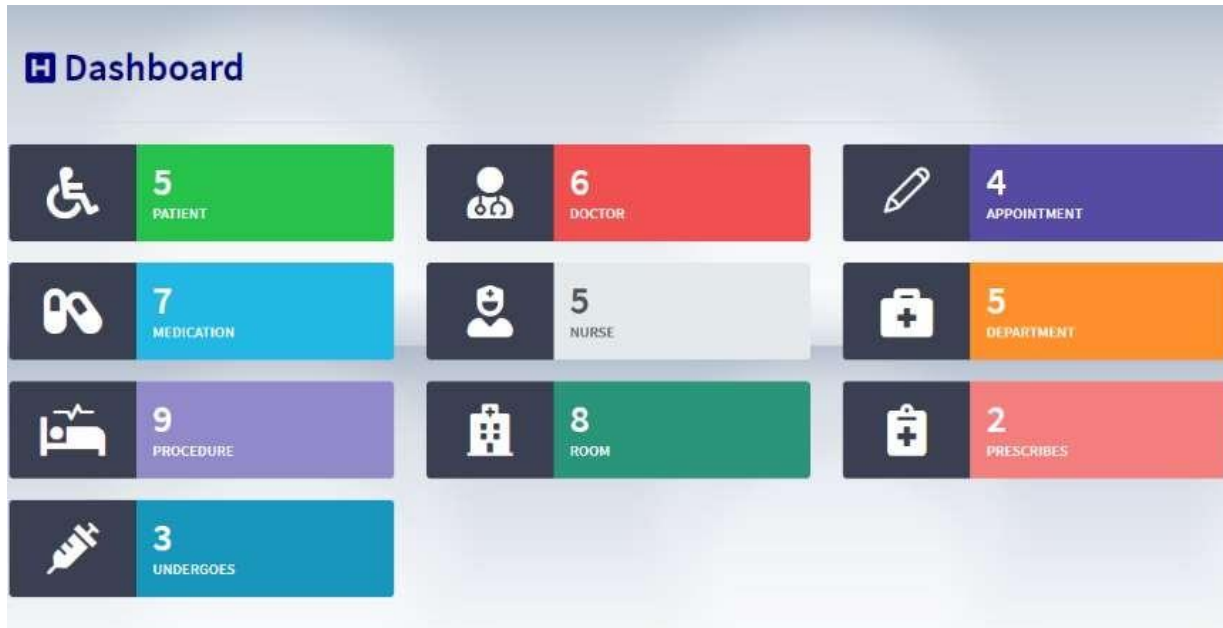 H Dashboard
5
PATIENT
6
DOCTOR
4
APPOINTMENT
7
MEDICATION
5
NURSE
5
DEPARTMENT
9
PROCEDURE
8
ROOM
2
PRESCRIBES
3
UNDERGOES